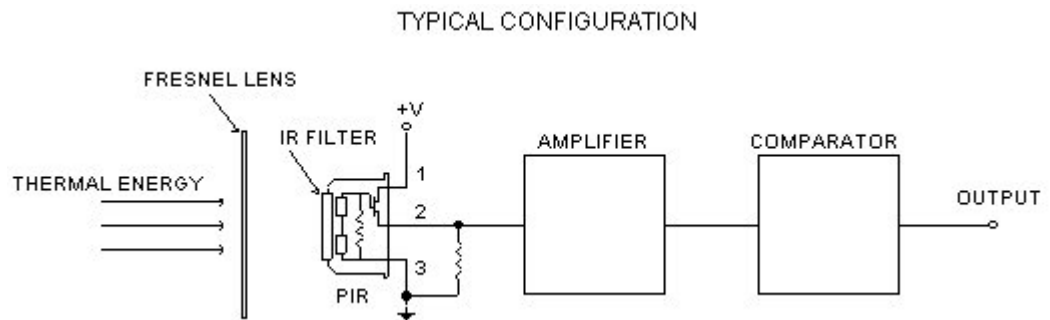 TYPICAL CONFIGURATION
FRESNEL LENS
+V
IR FILTER
AMPLIFIER
COMPARATOR
THERMAL ENERGY
1
OUTPUT
2
3
PIR